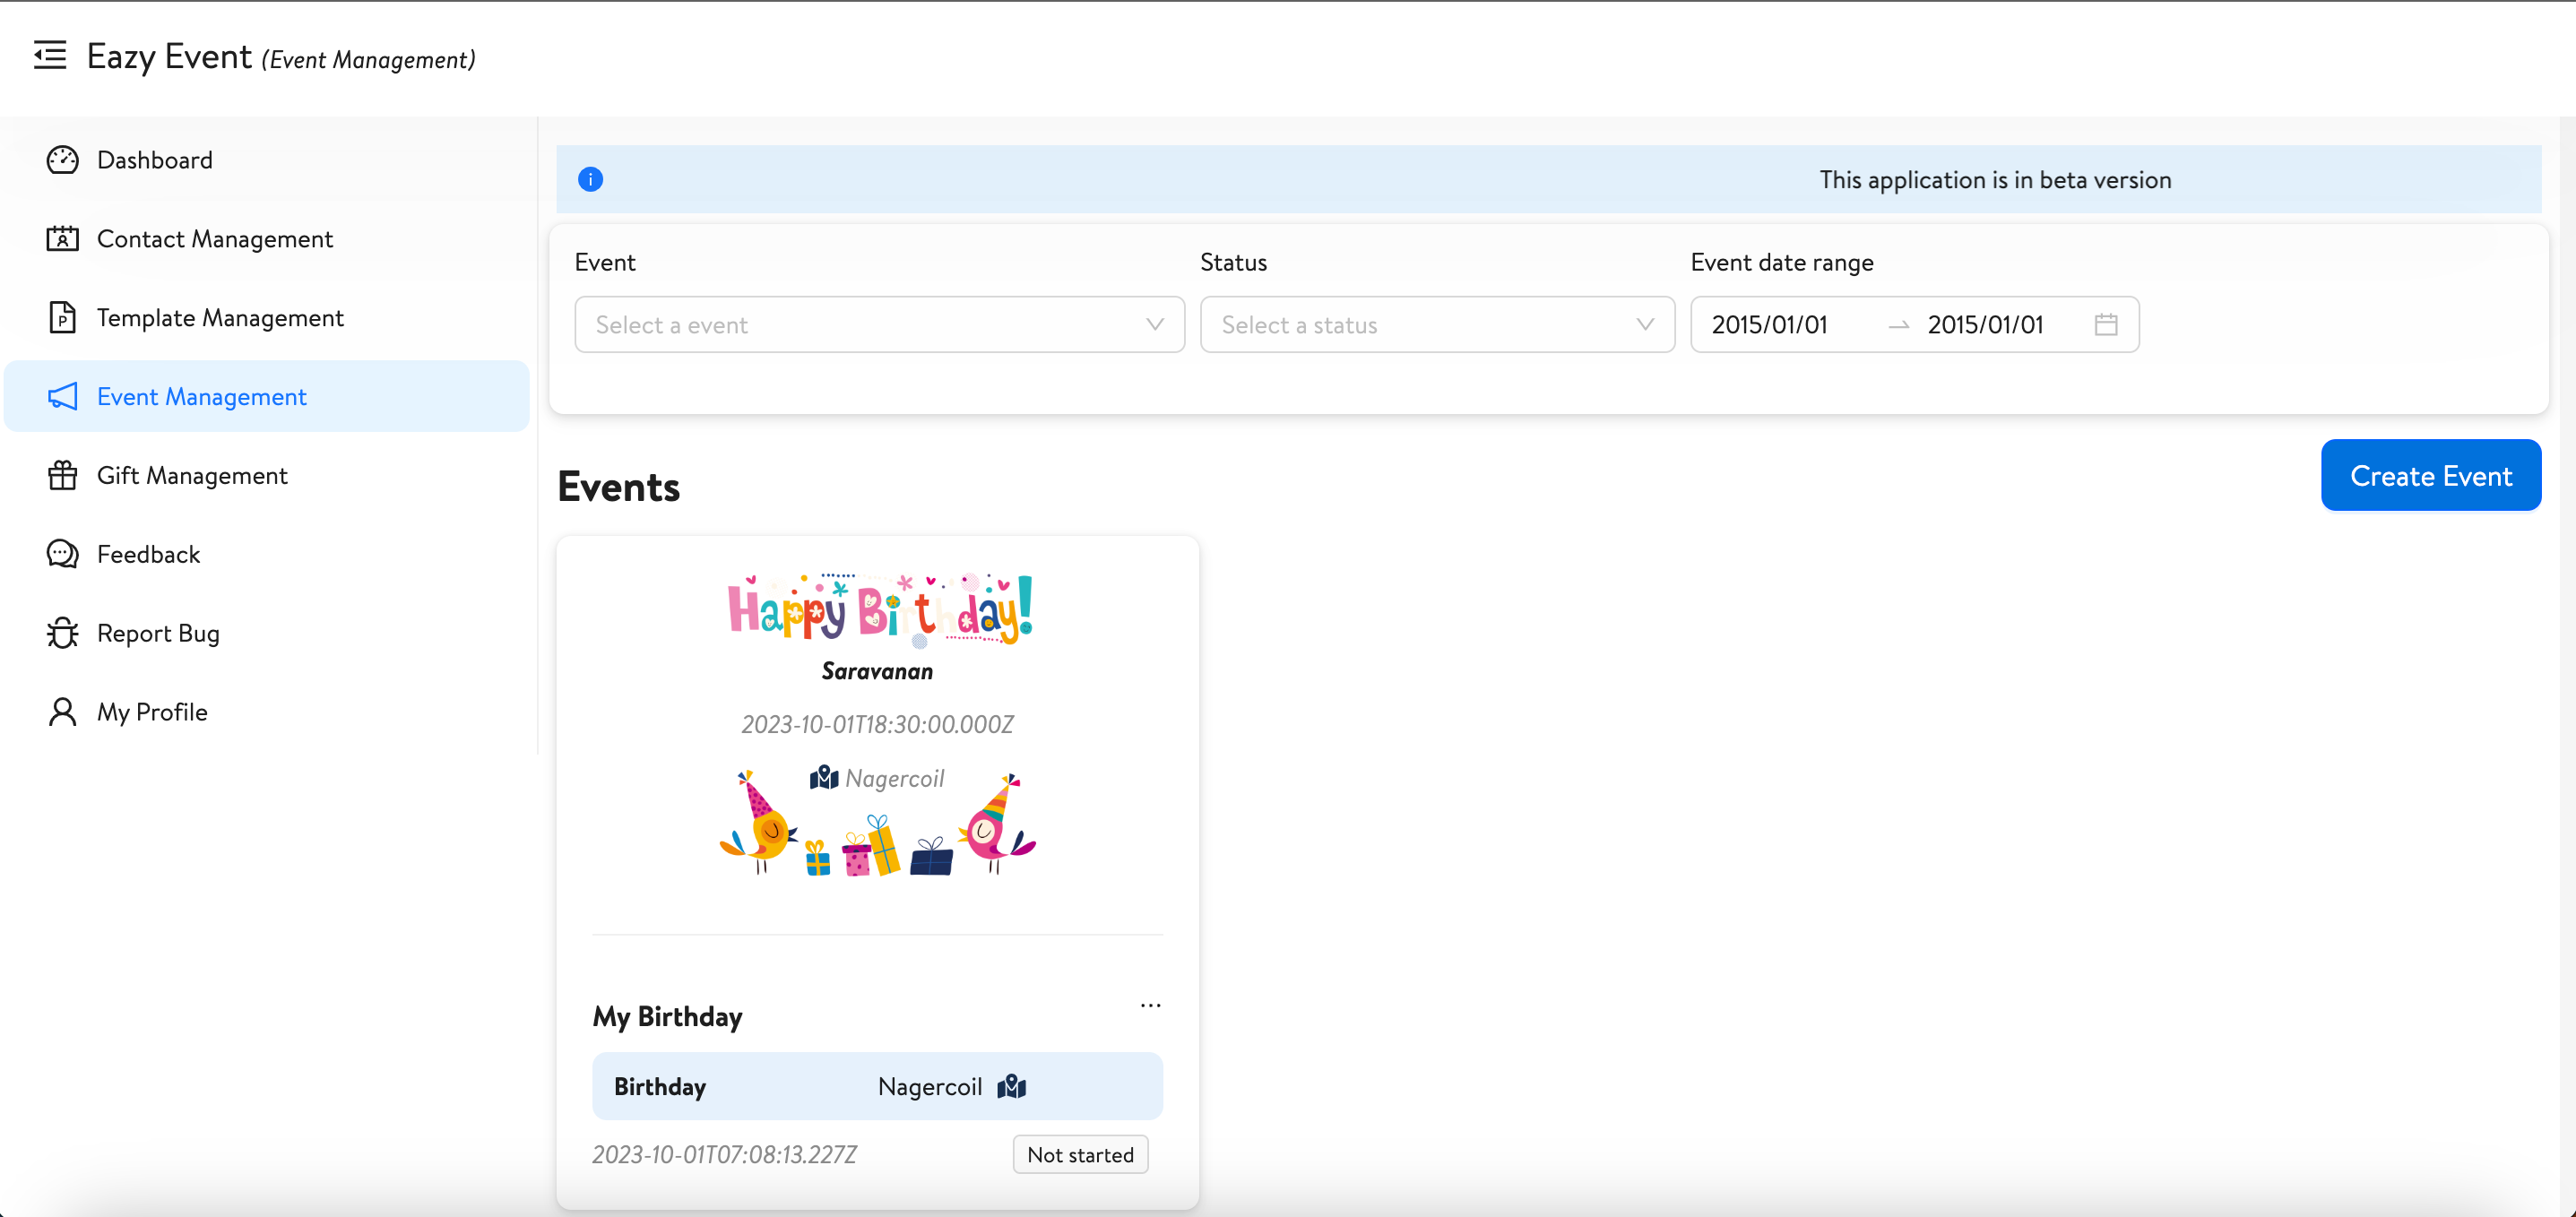 Eazy Event (Event Management)
Dashboard
Contact Management
Template Management
Event Management
Gift Management
Feedback
Report Bug
My Profile
This application is in beta version
Event
Status
Event date range
Select a event
Select a status
2015/01/01
2015/01/01
Events
Create Event
Happy Birthday!
Saravanan
2023-10-01T18:30:00.000Z
Nagercoil
My Birthday
...
Birthday
Nagercoil
2023-10-01T07:08:13.227Z
Not started